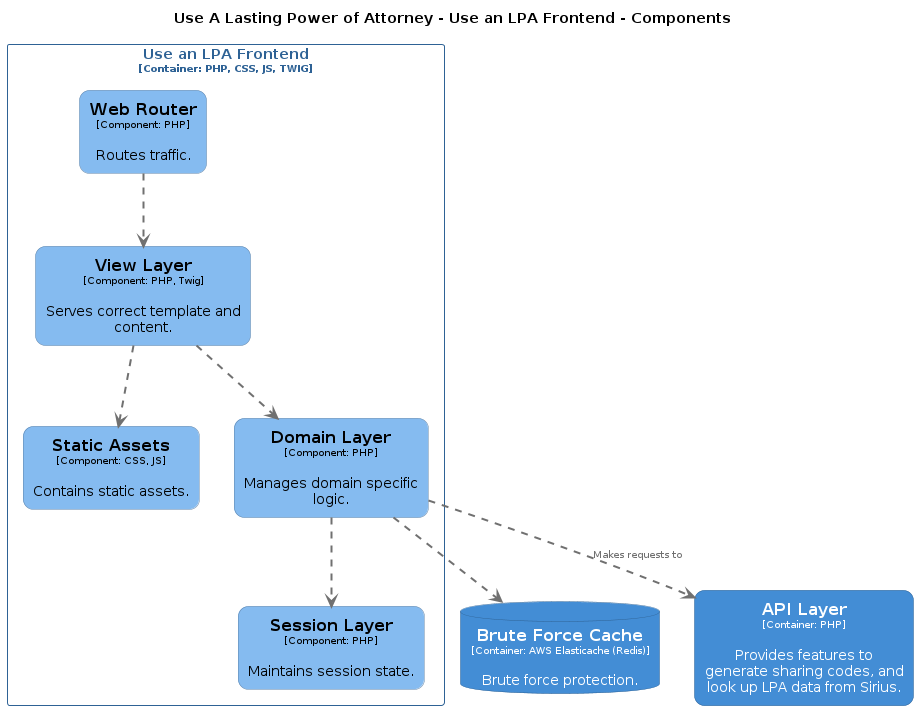 Use A Lasting Power of Attorney - Use an LPA Frontend - Components
Use an LPA Frontend
[Container: PHP, CSS, JS, TWIG]
Web Router
[Component: PHP]
Routes traffic.
View Layer
[Component: PHP, Twig]
Serves correct template and
content.
Static Assets
[Component: CSS, JS]
Contains static assets.
Domain Layer
[Component: PHP]
Manages domain specific
logic.
Makes requests to
Session Layer
[Component: PHP]
Maintains session state.
Brute Force Cache
[Container: AWS Elasticache (Redis)]
Brute force protection.
API Layer
[Container: PHP]
Provides features to
generate sharing codes, and
look up LPA data from Sirius.